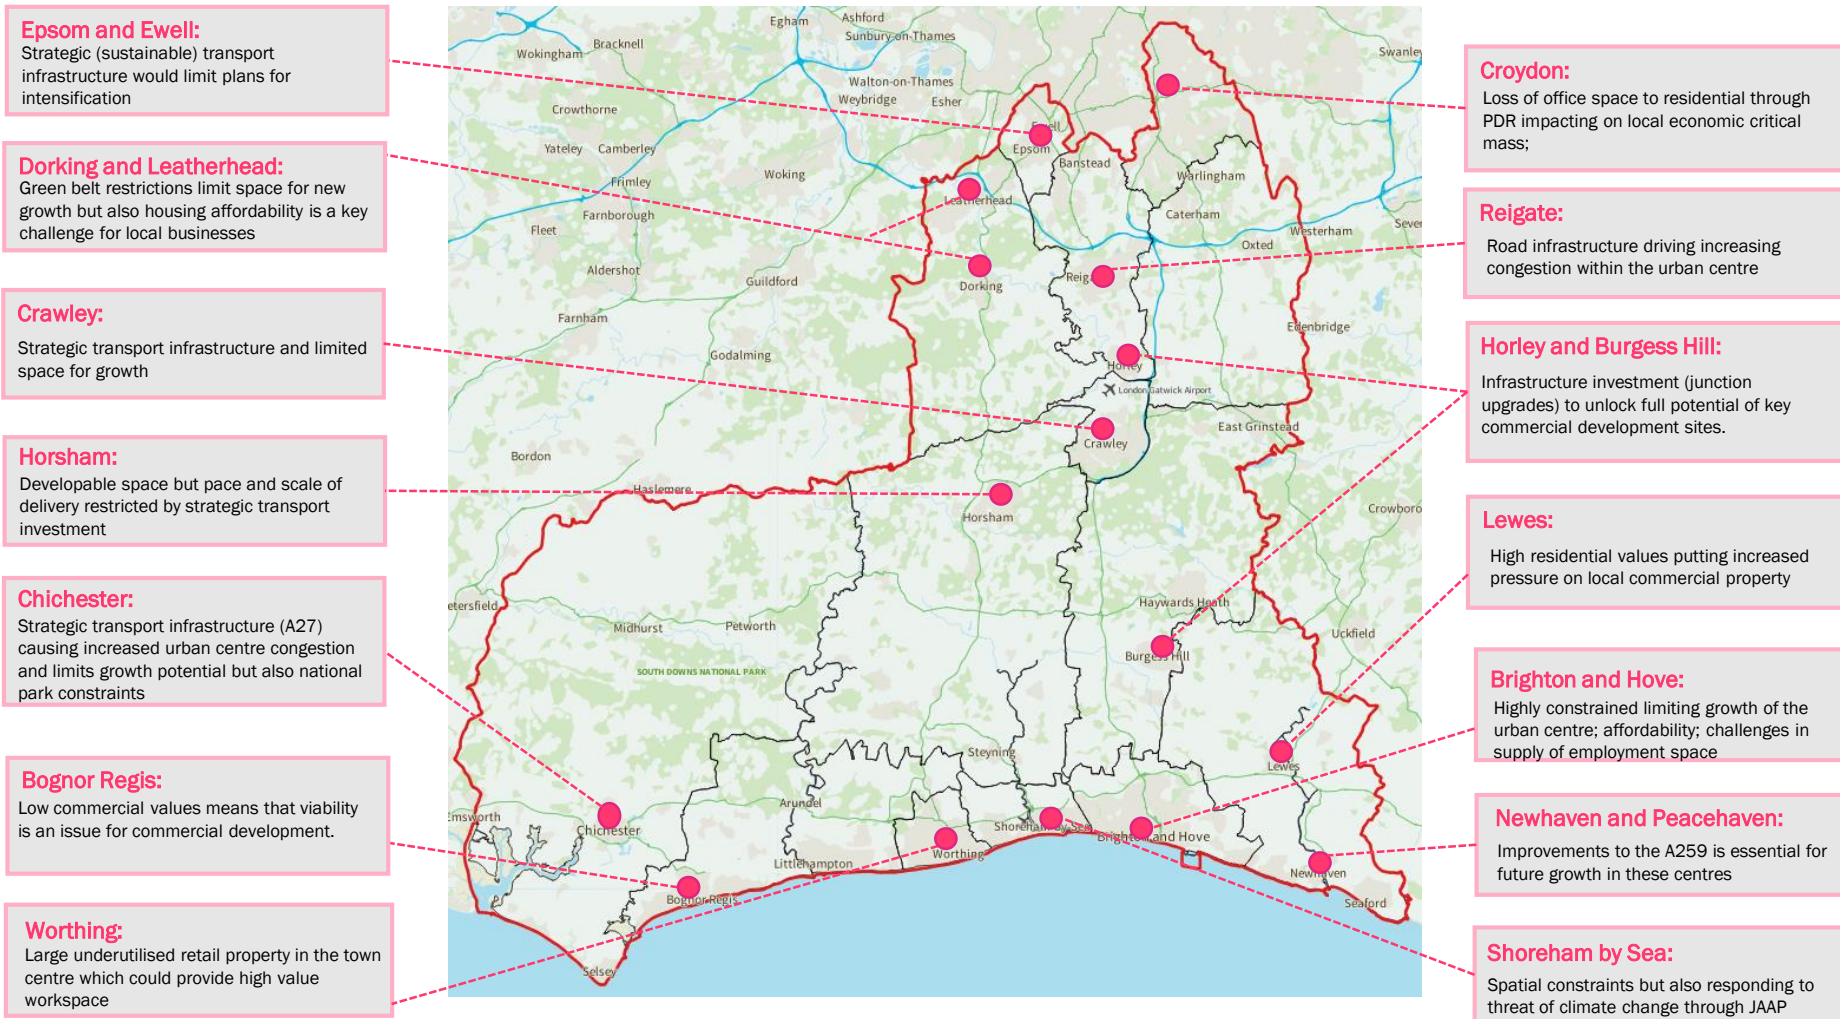 Epsom and Ewell:
Strategic (sustainable) transport
infrastructure would limit plans for
intensification
Dorking and Leatherhead:
Green belt restrictions limit space for new
growth but also housing affordability is a key
challenge for local businesses
Crawley:
Strategic transport infrastructure and limited
space for growth
Horsham:
Developable space but pace and scale of
delivery restricted by strategic transport
investment
Chichester:
Strategic transport infrastructure (A27)
causing increased urban centre congestion
and limits growth potential but also national
park constraints
Bognor Regis:
Low commercial values means that viability
is an issue for commercial development.
Worthing:
Large underutilised retail property in the town
centre which could provide high value
workspace
Egham
Ashford
Sunbury-on-Thames
Bracknell
Wokingham
Swanley
Walton-on-Thames
Weybridge
Esher
Crowthorne
Ewell
Epsom
Banstead
Yateley
Camberley
Woking
Warlingham
Frimley
Leatherhead
Farnborough
Caterham
Fleet
Westerham
Sever
Oxted
Aldershot
Guildford
Dorking
Reig
Farnham
Edenbridge
Godalming
Horley
London Gatwick Airport
East Grinstead
Crawley
Bordon
Haslemere
Crowboro
Horsham
Haywards Heath
etersfield
Midhurst
Petworth
Uckfield
Burgess Hill
SOUTH DOWNS NATIONAL PARK
Steyning
Lewes
Arundel
Emsworth
Chichester
Shoreham-by-Sea
Brighton and Hove
Worthing
Littlehampton
Newhaven
Bognor Regis
Seaford
Selsey
Croydon:
Loss of office space to residential through
PDR impacting on local economic critical
mass;
Reigate:
Road infrastructure driving increasing
congestion within the urban centre
Horley and Burgess Hill:
Infrastructure investment (junction
upgrades) to unlock full potential of key
commercial development sites.
Lewes:
High residential values putting increased
pressure on local commercial property
Brighton and Hove:
Highly constrained limiting growth of the
urban centre; affordability; challenges in
supply of employment space
Newhaven and Peacehaven:
Improvements to the A259 is essential for
future growth in these centres
Shoreham by Sea:
Spatial constraints but also responding to
threat of climate change through JAAP